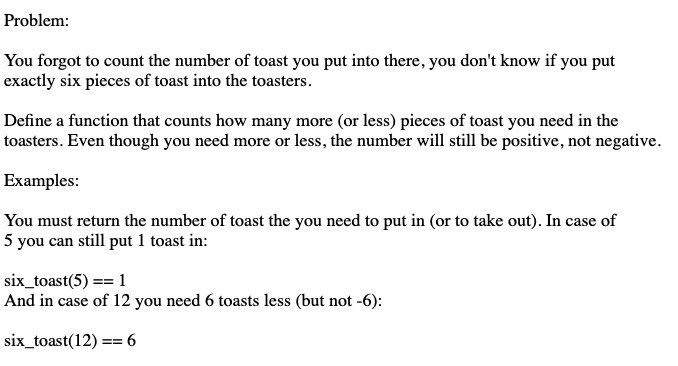 Problem:
You forgot to count the number of toast you put into there, you don't know if you put
exactly six pieces of toast into the toasters.
Define a function that counts how many more (or less) pieces of toast you need in the
toasters. Even though you need more or less, the number will still be positive, not negative.
Examples:
You must return the number of toast the you need to put in (or to take out). In case of
5 you can still put 1 toast in:
six_toast(5) == 1
And in case of 12 you need 6 toasts less (but not -6):
six_toast(12) == 6